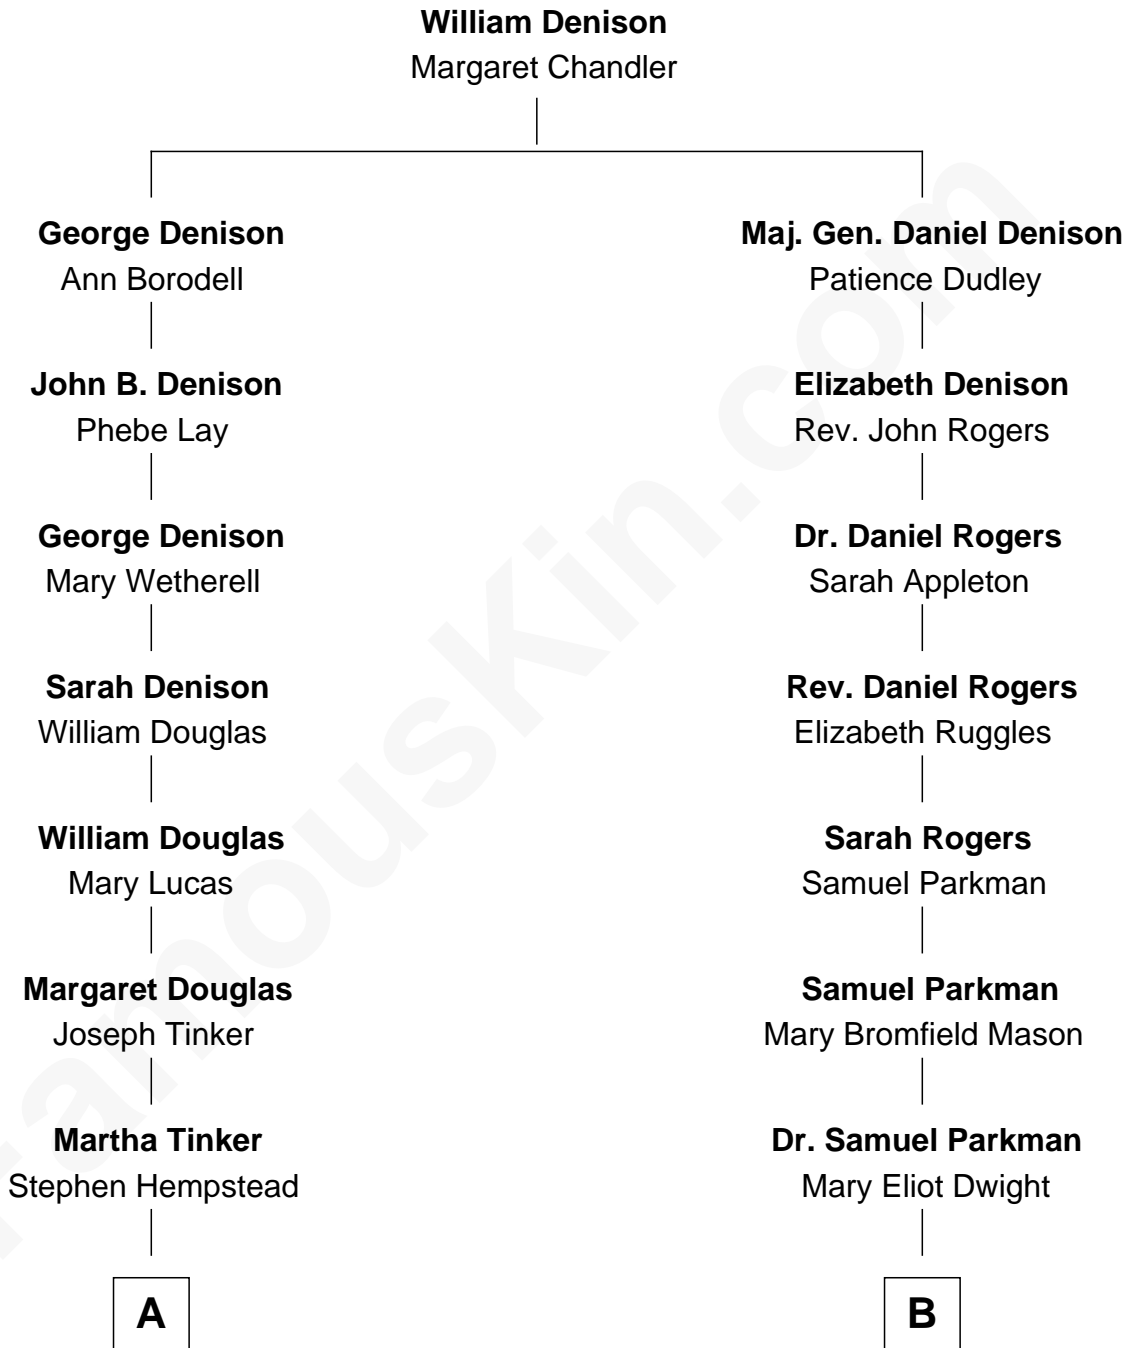 William Denison
Margaret Chandler
George Denison
Ann Borodell
Maj. Gen. Daniel Denison
Patience Dudley
John B. Denison
Phebe Lay
Elizabeth Denison
Rev. John Rogers
George Denison
Mary Wetherell
Dr. Daniel Rogers
Sarah Appleton
Sarah Denison
William Douglas
Rev. Daniel Rogers
Elizabeth Ruggles
William Douglas
Mary Lucas
Sarah Rogers
Samuel Parkman
Margaret Douglas
Joseph Tinker
Samuel Parkman
Mary Bromfield Mason
Martha Tinker
Stephen Hempstead
Dr. Samuel Parkman
Mary Eliot Dwight
A
B
FamousKin.com